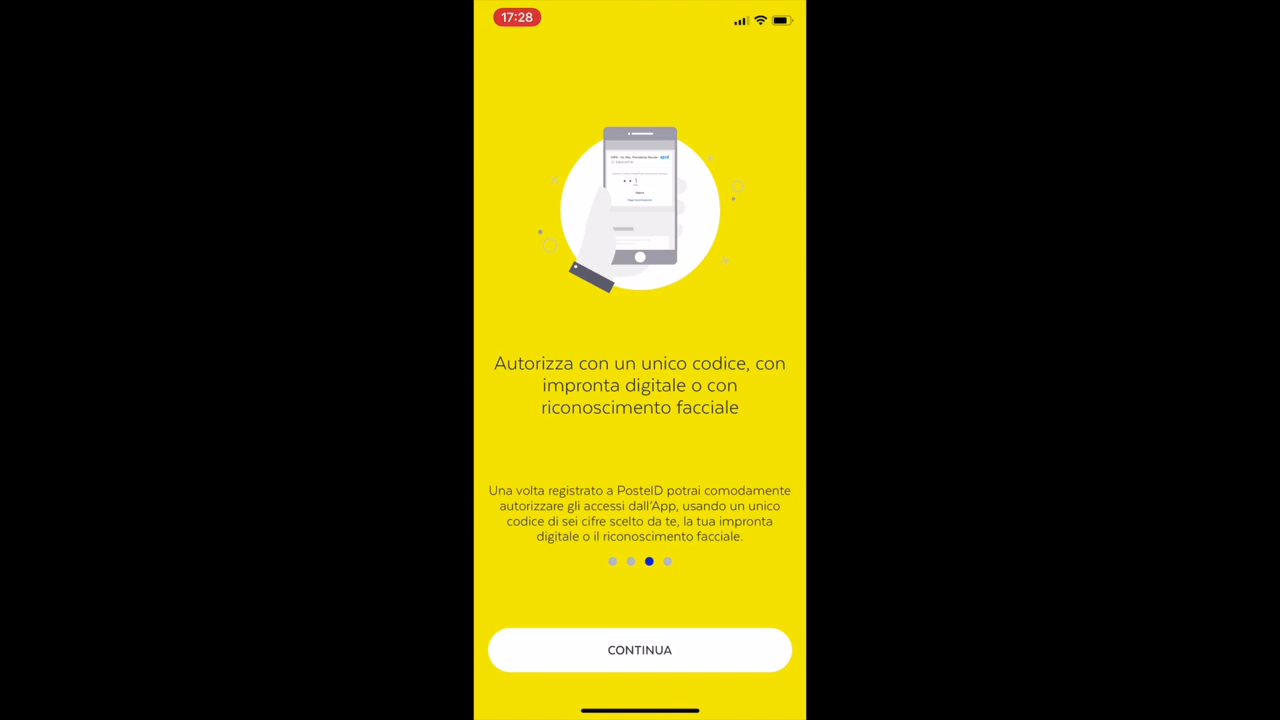 17:28
Autorizza con un unico codice, con
impronta digitale o con
riconoscimento facciale
Una volta registrato a PosteID potrai comodamente
autorizzare gli accessi dall'App, usando un unico
codice di sei cifre scelto da te, la tua impronta
digitale o il riconoscimento facciale.
CONTINUA